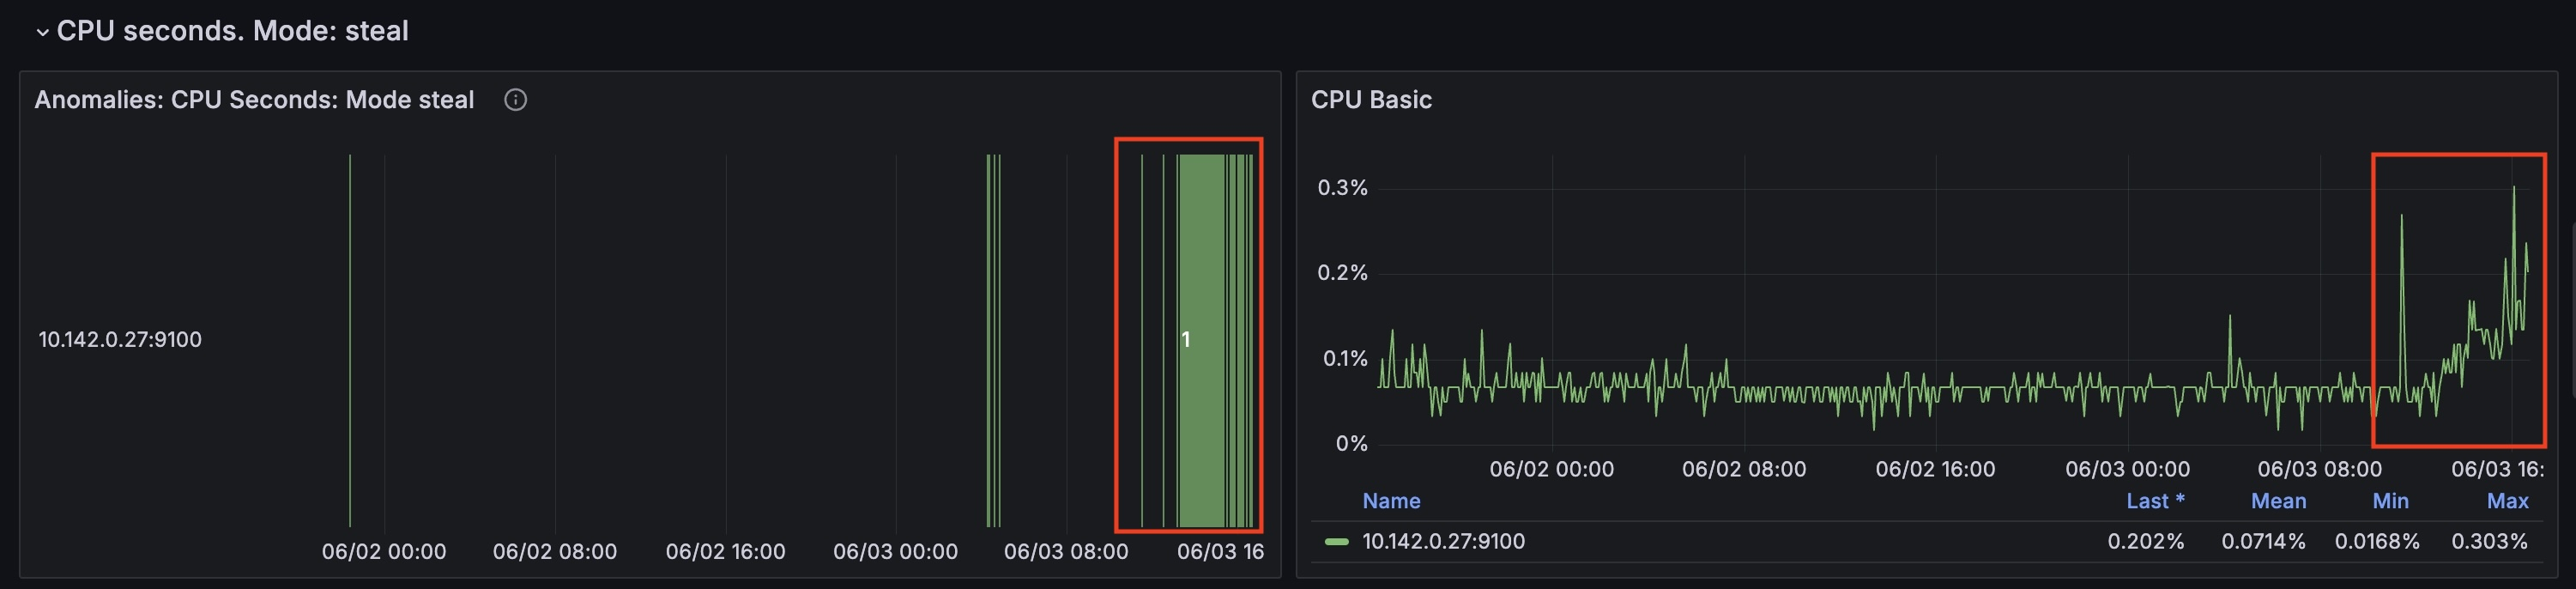 CPU seconds. Mode: steal
Anomalies: CPU Seconds: Mode steal
10.142.0.27:9100
1
06/02 00:00 06/02 08:00 06/02 16:00 06/03 00:00 06/03 08:00 06/03 16
CPU Basic
0.3%
0.2%
0.1%
0%
06/02 00:00 06/02 08:00 06/02 16:00 06/03 00:00 06/03 08:00 06/03 16:
Name Last * Mean Min Max
10.142.0.27:9100 0.202% 0.0714% 0.0168% 0.303%